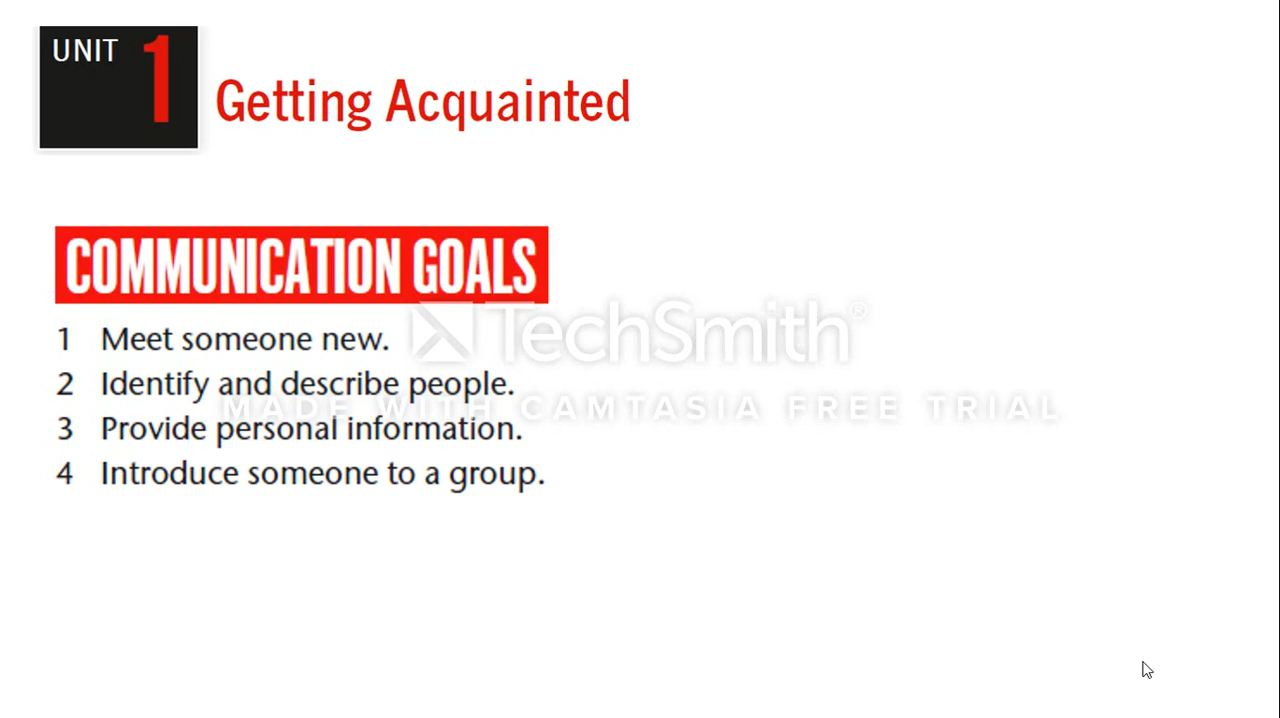 UNIT 1
Getting Acquainted
COMMUNICATION GOALS
1 Meet someone new.
2 Identify and describe people.
3 Provide personal information.
4 Introduce someone to a group.
TechSmith®
MADE WITH CAMTASIA FREE TRIAL